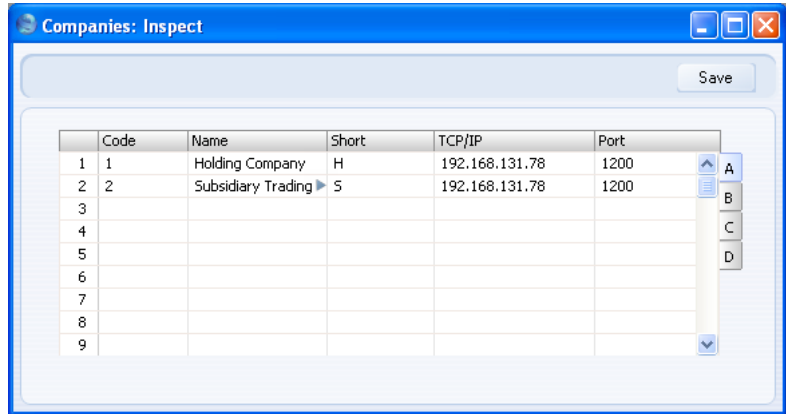 Companies: Inspect
Save
Code Name Short TCP/IP Port
1 1 Holding Company H 192.168.131.78 1200 A
2 2 Subsidiary Trading S 192.168.131.78 1200 B
3
4 C
5 D
6
7
8
9